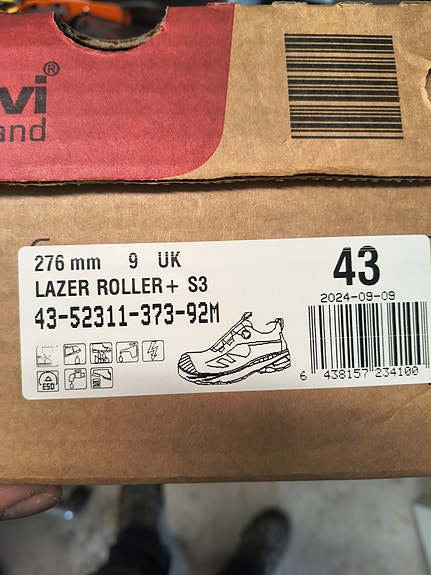 vi®
and
276 mm 9 UK
LAZER ROLLER+ S3
43-52311-373-92M
43
2024-09-09
6 438157 234100
ESD